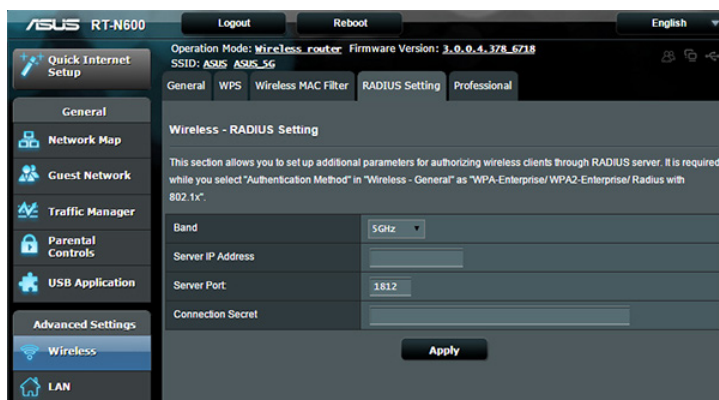 ASUS RT-N600
Logout
Reboot
English
Quick Internet Setup
Operation Mode: Wireless router Firmware Version: 3.0.0.4.378_6718
SSID: ASUS ASUS_5G
General
WPS
Wireless MAC Filter
RADIUS Setting
Professional
General
Network Map
Guest Network
Traffic Manager
Parental Controls
USB Application
Advanced Settings
Wireless
LAN
Wireless - RADIUS Setting
This section allows you to set up additional parameters for authorizing wireless clients through RADIUS server. It is required
while you select "Authentication Method" in "Wireless - General" as "WPA-Enterprise/ WPA2-Enterprise/ Radius with
802.1x".
Band
5GHz
Server IP Address
Server Port:
1812
Connection Secret
Apply